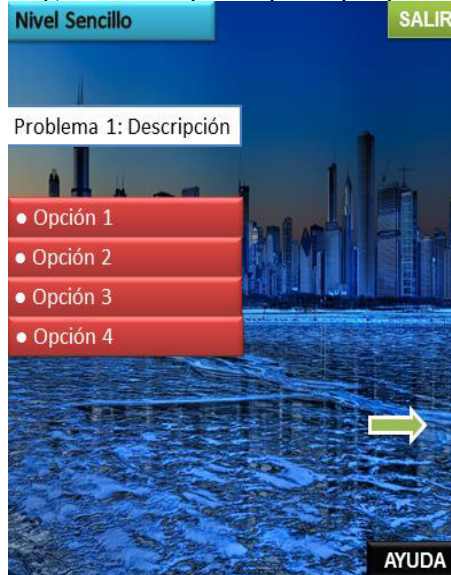 Nivel Sencillo
SALIR
Problema 1: Descripción
● Opción 1
● Opción 2
● Opción 3
● Opción 4
AYUDA